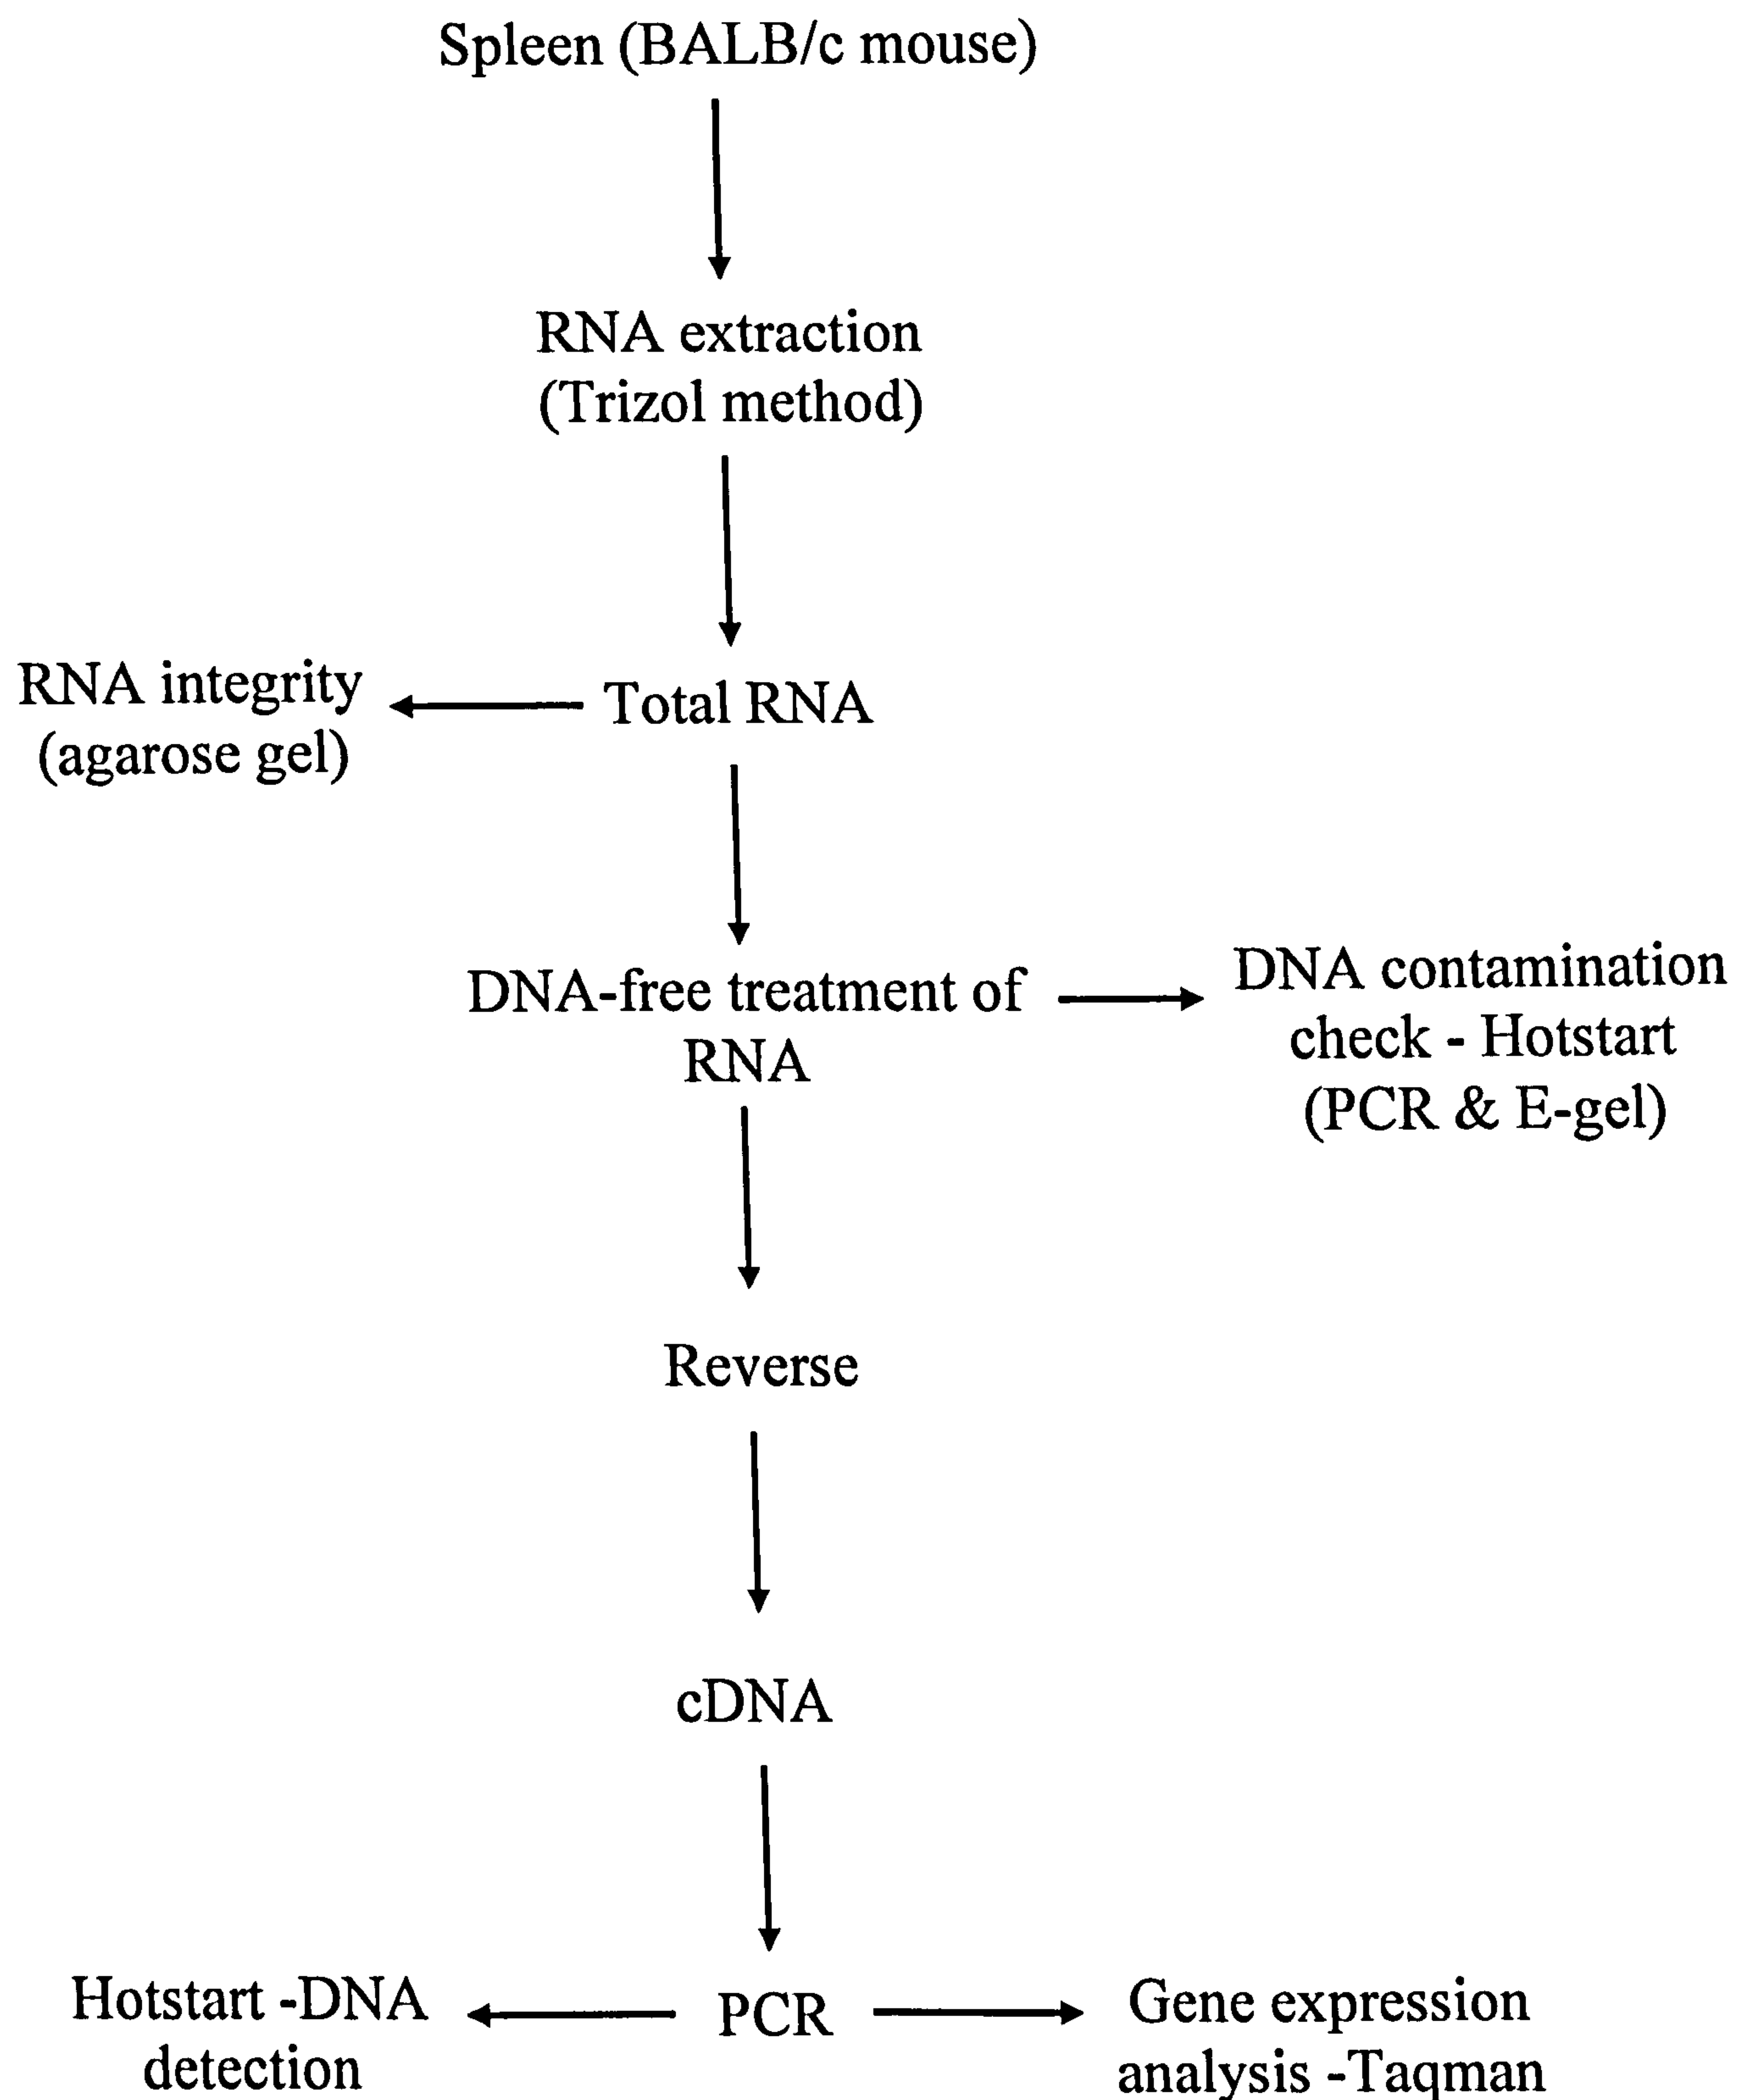 Spleen (BALB/c mouse)
RNA extraction
(Trizol method)
RNA integrity
(agarose gel)
Total RNA
DNA-free treatment of
RNA
DNA contamination
check - Hotstart
(PCR & E-gel)
Reverse
cDNA
Hotstart -DNA
detection
PCR
Gene expression
analysis -Taqman